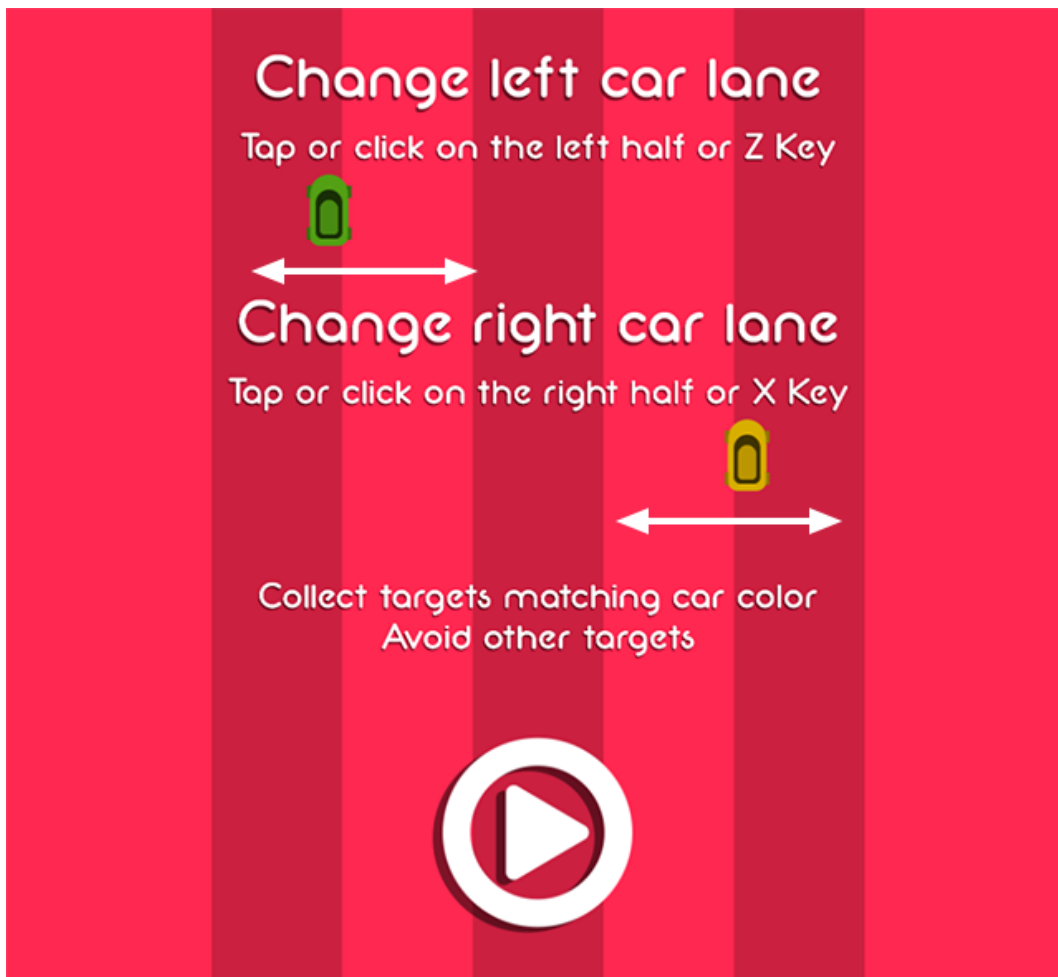 Change left car lane
Tap or click on the left half or Z Key
Change right car lane
Tap or click on the right half or X Key
Collect targets matching car color
Avoid other targets